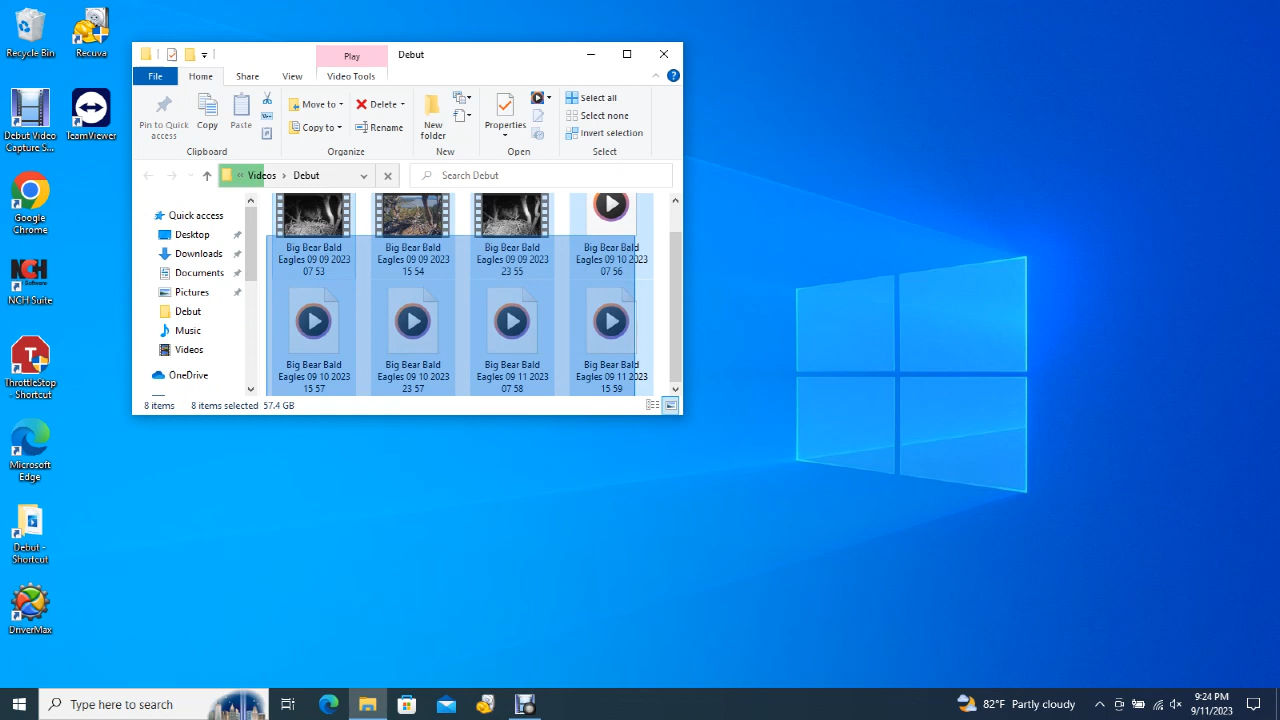 Recycle Bin
Recuva
Debut Video
Capture S...
TeamViewer
Google
Chrome
NCH Software
NCH Suite
ThrottleStop
- Shortcut
Microsoft
Edge
Debut -
Shortcut
DriverMax
Play
Debut
File
Home
Share
View
Video Tools
Pin to Quick
access
Copy
Paste
Clipboard
Move to
Copy to
Delete
Rename
Organize
New
folder
New
Properties
Open
Select all
Select none
Invert selection
Select
« Videos › Debut
Search Debut
Quick access
Desktop
Downloads
Documents
Pictures
Debut
Music
Videos
OneDrive
Big Bear Bald
Eagles 09 09 2023
07 53
Big Bear Bald
Eagles 09 09 2023
15 54
Big Bear Bald
Eagles 09 09 2023
23 55
Big Bear Bald
Eagles 09 10 2023
07 56
Big Bear Bald
Eagles 09 10 2023
15 57
Big Bear Bald
Eagles 09 10 2023
23 57
Big Bear Bald
Eagles 09 11 2023
07 58
Big Bear Bald
Eagles 09 11 2023
15 59
8 items
8 items selected 57.4 GB
Type here to search
82°F Partly cloudy
9:24 PM
9/11/2023